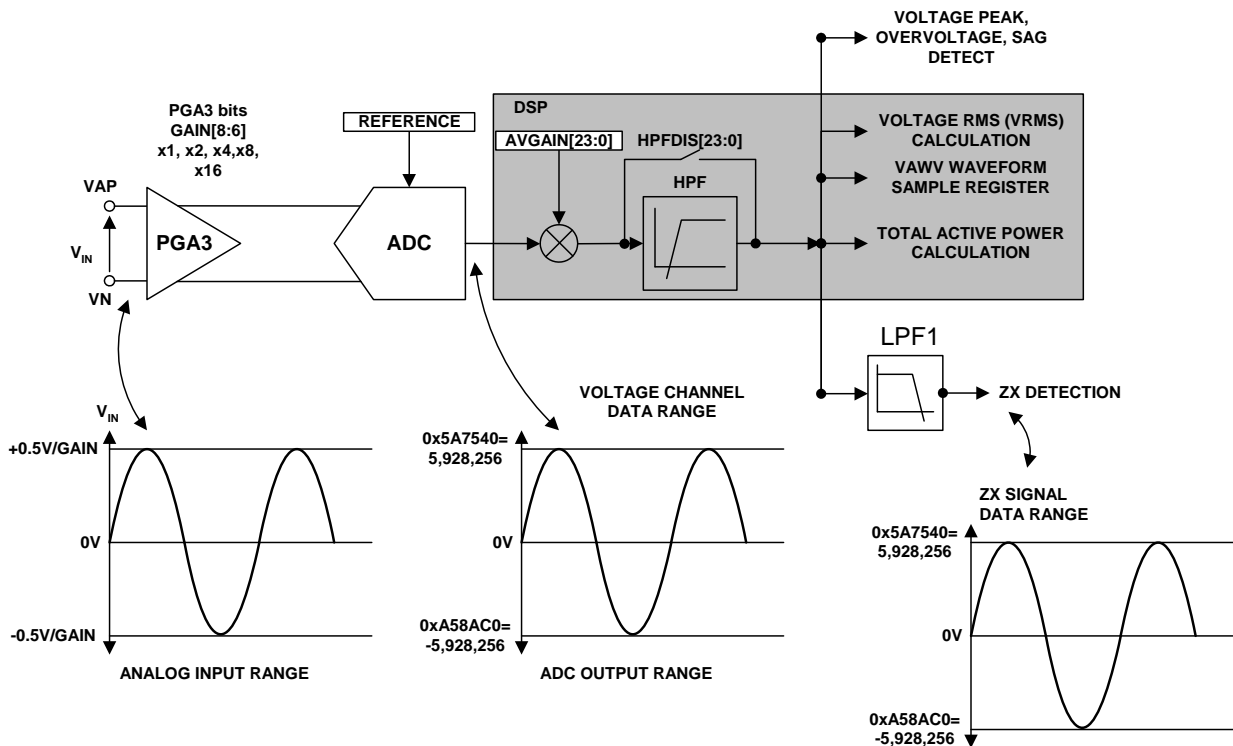 VOLTAGE PEAK,
OVERVOLTAGE, SAG
DETECT
PGA3 bits
GAIN[8:6]
x1, x2, x4,x8,
x16
REFERENCE
DSP
AVGAIN[23:0]
HPFDIS[23:0]
HPF
VOLTAGE RMS (VRMS)
CALCULATION
VAWV WAVEFORM
SAMPLE REGISTER
TOTAL ACTIVE POWER
CALCULATION
VAP
PGA3
ADC
VIN
VN
LPF1
ZX DETECTION
VIN
+0.5V/GAIN
0V
-0.5V/GAIN
ANALOG INPUT RANGE
VOLTAGE CHANNEL
DATA RANGE
0x5A7540=
5,928,256
0V
0xA58AC0=
-5,928,256
ADC OUTPUT RANGE
ZX SIGNAL
DATA RANGE
0x5A7540=
5,928,256
0V
0xA58AC0=
-5,928,256